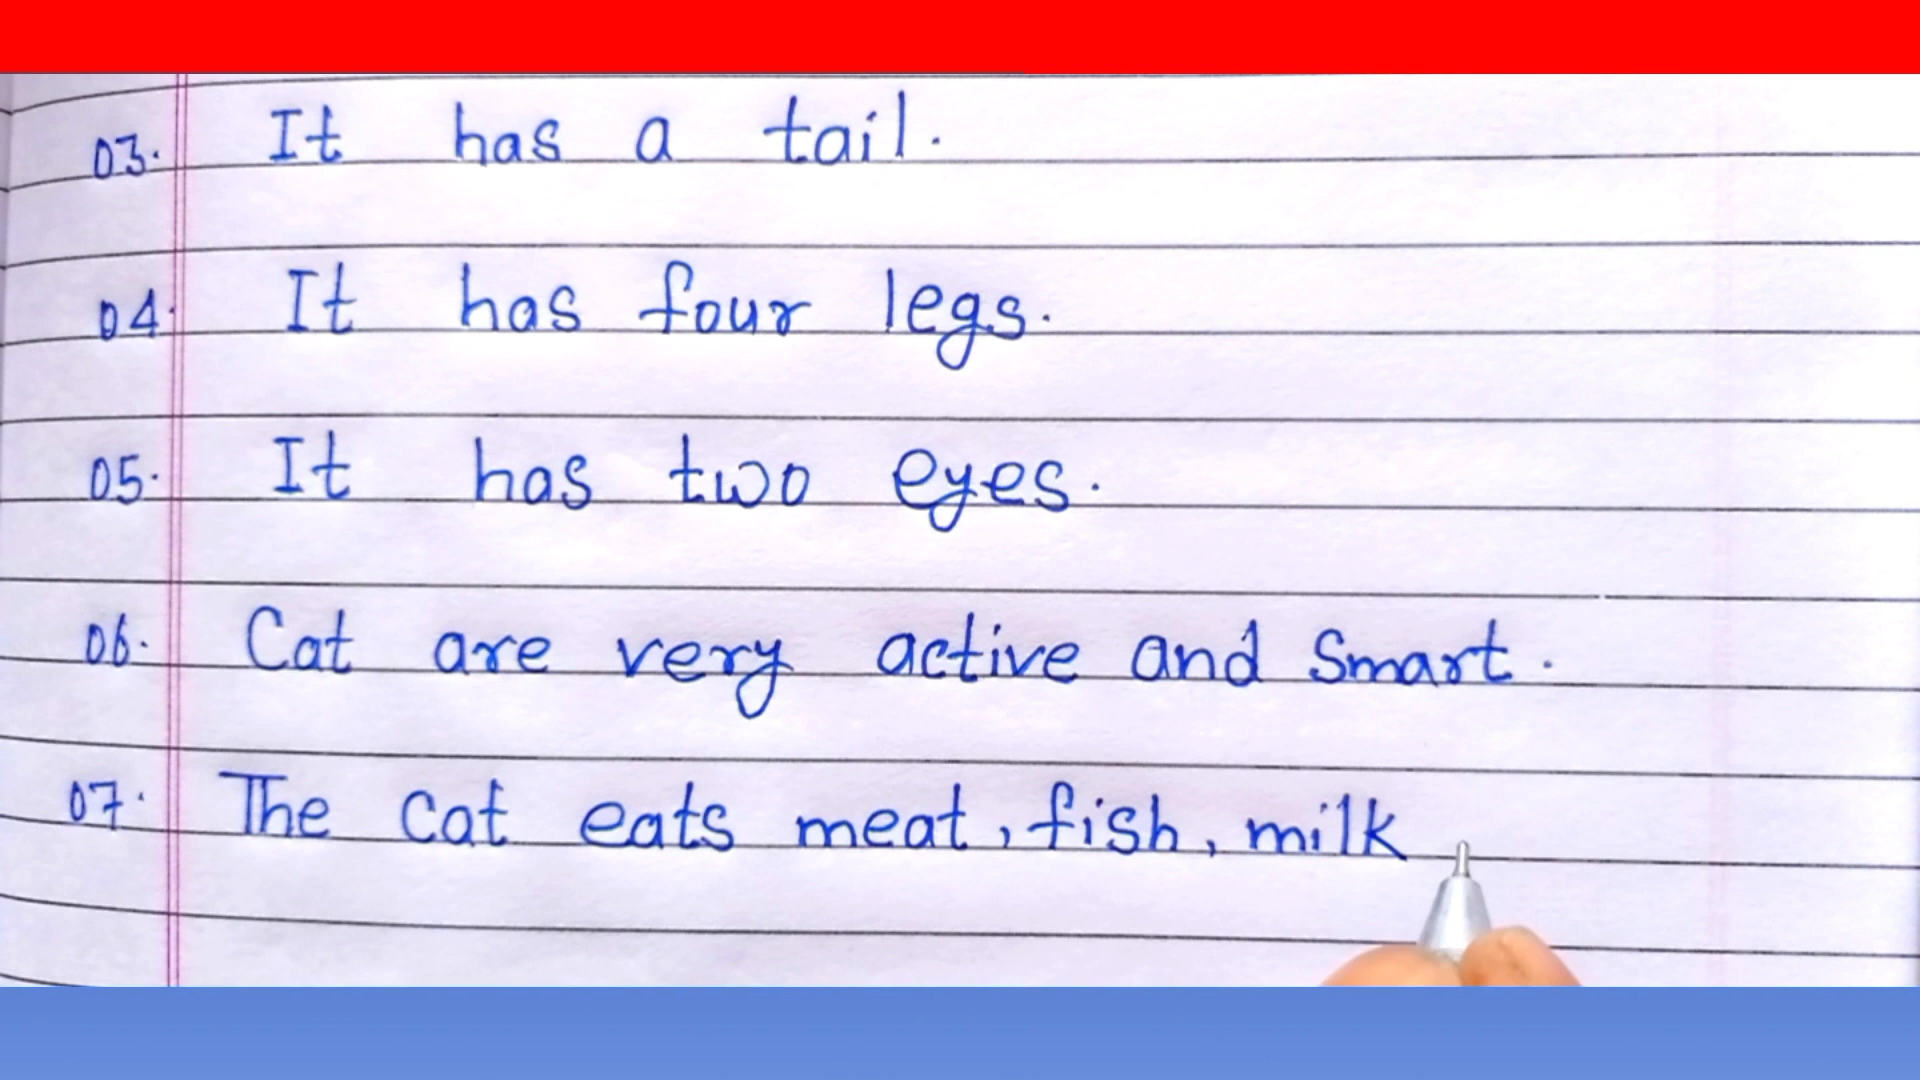 03. It has a tail.
04. It has four legs.
05. It has two eyes.
06. Cat are very active and Smart.
07. The Cat eats meat, fish, milk